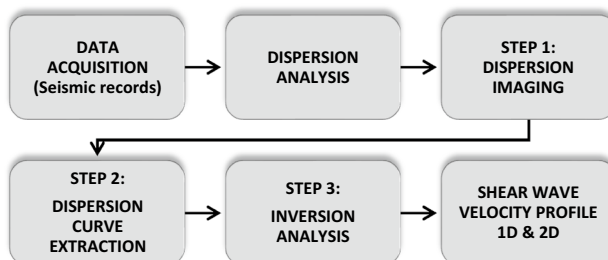 DATA
ACQUISITION
(Seismic records)
DISPERSION
ANALYSIS
STEP 1:
DISPERSION
IMAGING
STEP 2:
DISPERSION
CURVE
EXTRACTION
STEP 3:
INVERSION
ANALYSIS
SHEAR WAVE
VELOCITY PROFILE
1D & 2D